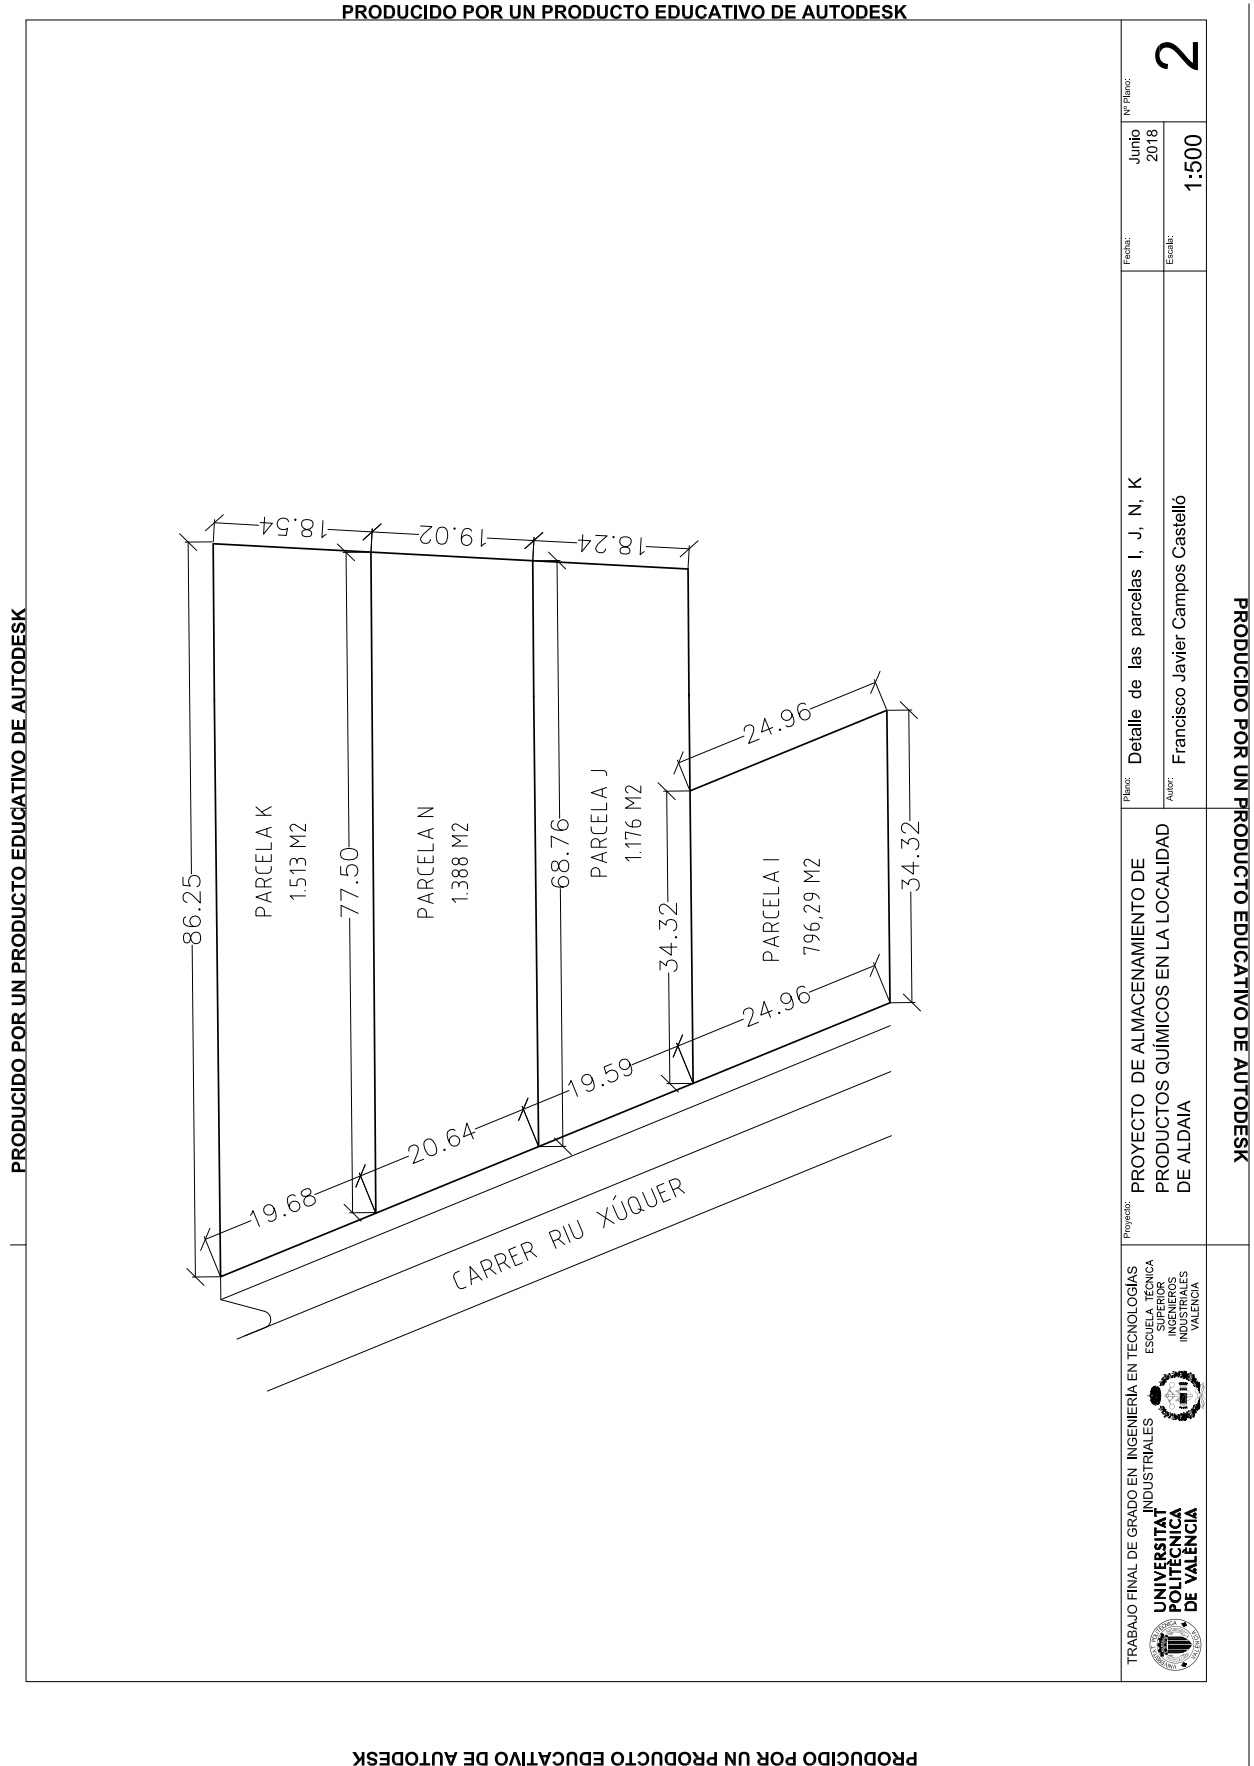 PRODUCIDO POR UN PRODUCTO EDUCATIVO DE AUTODESK
PRODUCIDO POR UN PRODUCTO EDUCATIVO DE AUTODESK
PRODUCIDO POR UN PRODUCTO EDUCATIVO DE AUTODESK
PRODUCIDO POR UN PRODUCTO EDUCATIVO DE AUTODESK
86.25
18.54
PARCELA K
1.513 M2
77.50
19.02
PARCELA N
1.388 M2
68.76
18.24
PARCELA J
1.176 M2
34.32
24.96
PARCELA I
796,29 M2
34.32
19.68
20.64
19.59
24.96
CARRER RIU XÚQUER
TRABAJO FINAL DE GRADO EN INGENIERÍA EN TECNOLOGÍAS
INDUSTRIALES
UNIVERSITAT
POLITÈCNICA
DE VALÈNCIA
ESCUELA TÉCNICA
SUPERIOR
INGENIEROS
INDUSTRIALES
VALENCIA
Proyecto:
PROYECTO DE ALMACENAMIENTO DE
PRODUCTOS QUÍMICOS EN LA LOCALIDAD
DE ALDAIA
Plano:
Detalle de las parcelas I, J, N, K
Autor:
Francisco Javier Campos Castelló
Fecha:
Junio
2018
Escala:
1:500
Nº Plano:
2